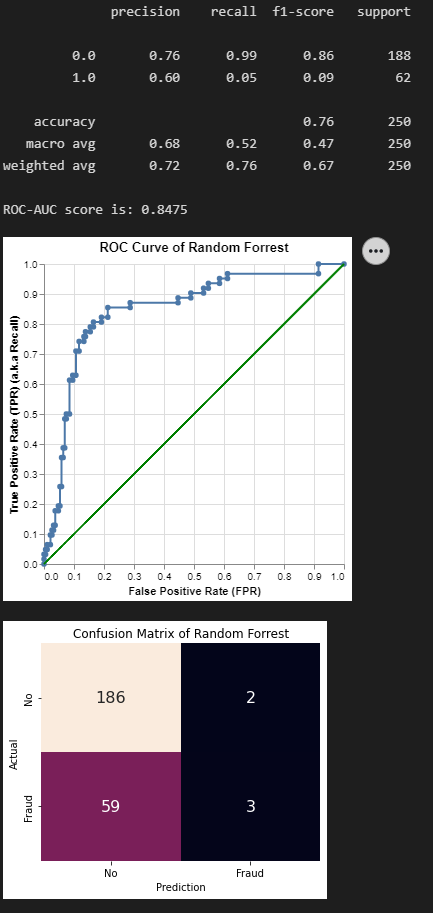 precision recall f1-score support
0.0 0.76 0.99 0.86 188
1.0 0.60 0.05 0.09 62
accuracy 0.76 250
macro avg 0.68 0.52 0.47 250
weighted avg 0.72 0.76 0.67 250
ROC-AUC score is: 0.8475
ROC Curve of Random Forrest
True Positive Rate (TPR) (a.k.a Recall)
1.0
0.9
0.8
0.7
0.6
0.5
0.4
0.3
0.2
0.1
0.0
0.0 0.1 0.2 0.3 0.4 0.5 0.6 0.7 0.8 0.9 1.0
False Positive Rate (FPR)
Confusion Matrix of Random Forrest
Actual
No 186 2
Fraud 59 3
No Fraud
Prediction